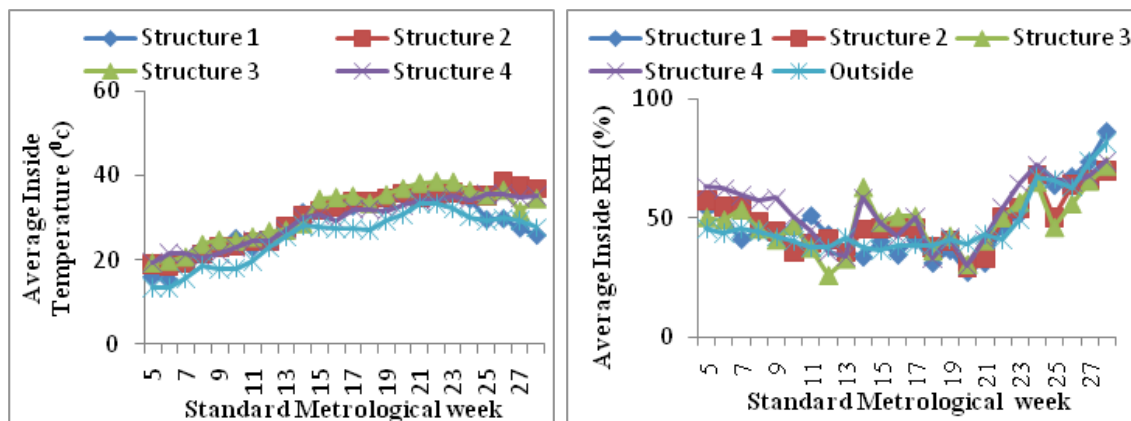 Structure 1 Structure 2
Structure 3 Structure 4
60
40
20
0
Average Inside
Temperature (⁰c)
5 7 9 11 13 15 17 19 21 23 25 27
Standard Metrological week
Structure 1 Structure 2 Structure 3
Structure 4 Outside
100
50
0
Average Inside RH (%)
5 7 9 11 13 15 17 19 21 23 25 27
Standard Metrological week